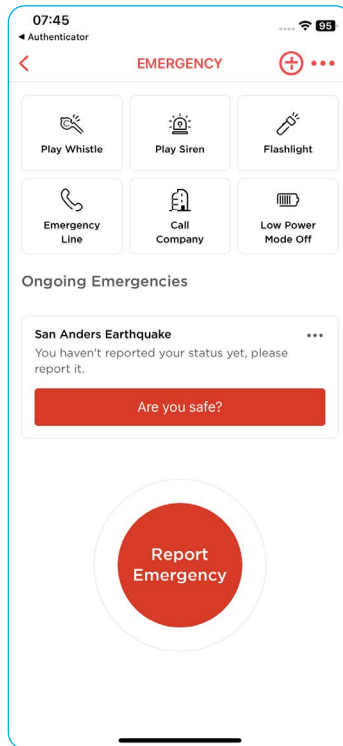 07:45
95
◀ Authenticator
EMERGENCY
Play Whistle
Play Siren
Flashlight
Emergency
Line
Call
Company
Low Power
Mode Off
Ongoing Emergencies
San Anders Earthquake
You haven't reported your status yet, please
report it.
Are you safe?
Report
Emergency